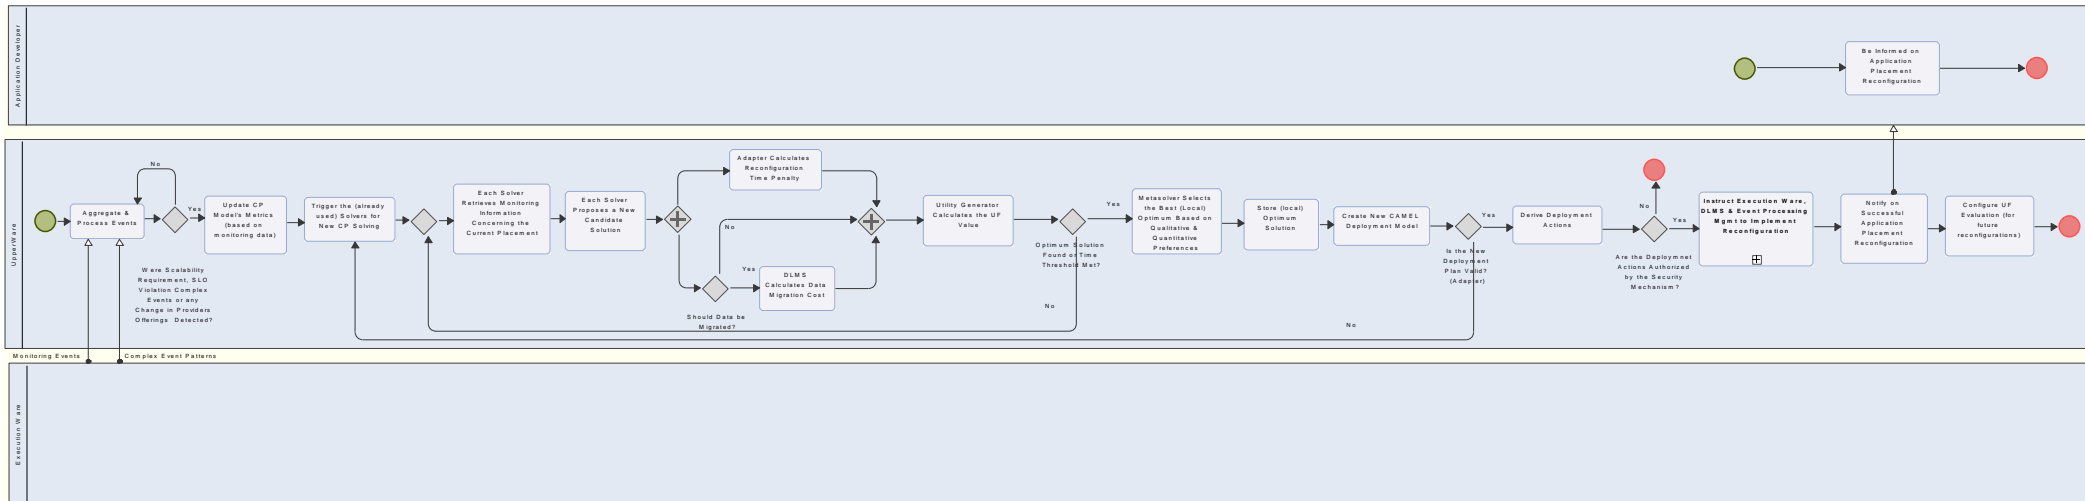 Application Developer
Be Informed on
Application
Placement
Reconfiguration
UpperWare
No
Aggregate &
Process Events
Yes
Were Scalability
Requirement, SLO
Violation Complex
Events or any
Change in Providers
Offerings Detected?
Update CP
Model's Metrics
(based on
monitoring data)
Trigger the (already
used) Solvers for
New CP Solving
Each Solver
Retrieves Monitoring
Information
Concerning the
Current Placement
Each Solver
Proposes a New
Candidate
Solution
Adapter Calculates
Reconfiguration
Time Penalty
No
Yes
Should Data be
Migrated?
DLMS
Calculates Data
Migration Cost
Utility Generator
Calculates the UF
Value
Yes
Optimum Solution
Found or Time
Threshold Met?
No
Metasolver Selects
the Best (Local)
Optimum Based on
Qualitative &
Quantitative
Preferences
Store (local)
Optimum
Solution
Create New CAMEL
Deployment Model
Yes
Is the New
Deployment
Plan Valid?
(Adapter)
No
Derive Deployment
Actions
No
Yes
Are the Deploymnet
Actions Authorized
by the Security
Mechanism?
Instruct Execution Ware,
DLMS & Event Processing
Mgmt to Implement
Reconfiguration
Notify on
Successful
Application
Placement
Reconfiguration
Configure UF
Evaluation (for
future
reconfigurations)
Monitoring Events
Complex Event Patterns
Execution Ware